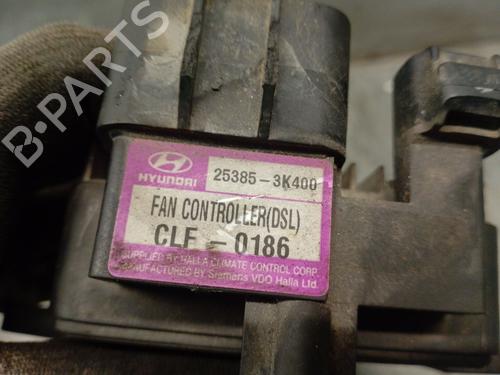 B-PARTS
HYUNDAI
25385-3K400
FAN CONTROLLER(DSL)
CLF - 0186
SUPPLIED BY HALLA CLIMATE CONTROL CORP.
MANUFACTURED BY Siemens VDO Halla Ltd.